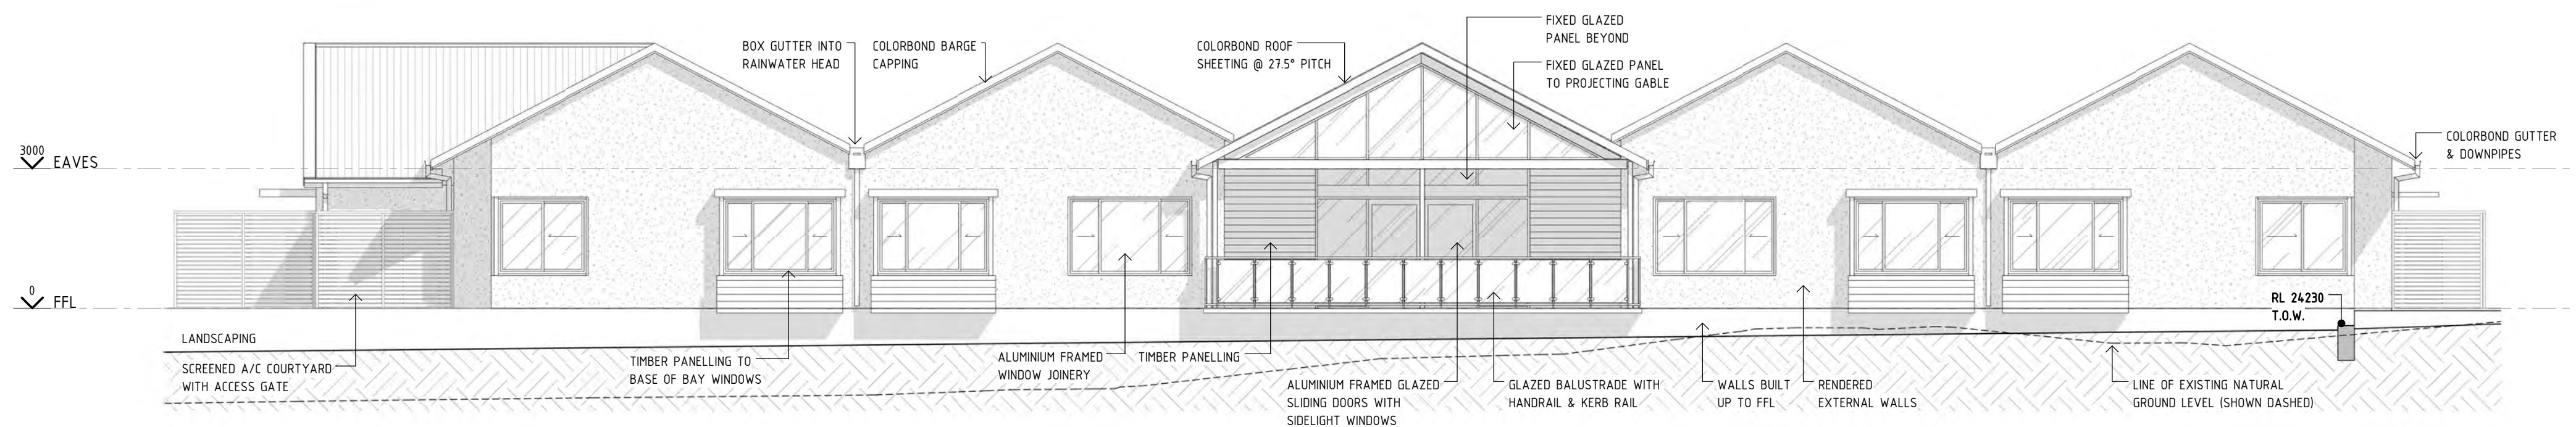 FIXED GLAZED
PANEL BEYOND
BOX GUTTER INTO
RAINWATER HEAD
COLORBOND BARGE
CAPPING
COLORBOND ROOF
SHEETING @ 27.5° PITCH
FIXED GLAZED PANEL
TO PROJECTING GABLE
COLORBOND GUTTER
& DOWNPIPES
3000
EAVES
0
FFL
RL 24230
T.O.W.
LANDSCAPING
SCREENED A/C COURTYARD
WITH ACCESS GATE
TIMBER PANELLING TO
BASE OF BAY WINDOWS
ALUMINIUM FRAMED
WINDOW JOINERY
TIMBER PANELLING
ALUMINIUM FRAMED GLAZED
SLIDING DOORS WITH
SIDELIGHT WINDOWS
GLAZED BALUSTRADE WITH
HANDRAIL & KERB RAIL
WALLS BUILT
UP TO FFL
RENDERED
EXTERNAL WALLS
LINE OF EXISTING NATURAL
GROUND LEVEL (SHOWN DASHED)